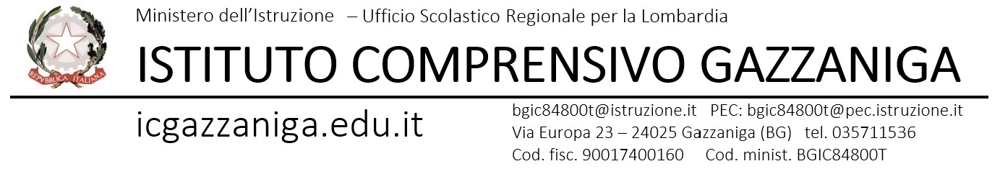 Ministero dell’Istruzione – Ufficio Scolastico Regionale per la Lombardia
ISTITUTO COMPRENSIVO GAZZANIGA
REPVBBLICA ITALIANA
icgazzaniga.edu.it
bgic84800t@istruzione.it PEC: bgic84800t@pec.istruzione.it
Via Europa 23 – 24025 Gazzaniga (BG) tel. 035711536
Cod. fisc. 90017400160 Cod. minist. BGIC84800T